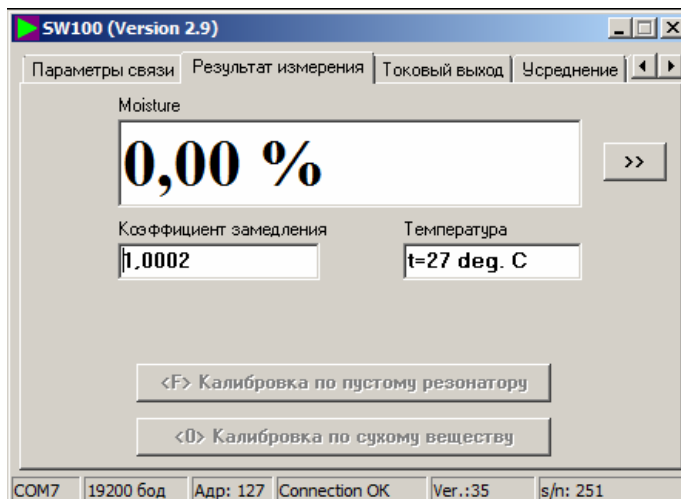 SW100 (Version 2.9)
Параметры связи Результат измерения Токовый выход Усреднение
Moisture
0,00 %
>>
Коэффициент замедления Температура
1,0002 t=27 deg. C
<F> Калибровка по пустому резонатору
<0> Калибровка по сухому веществу
COM7 19200 бод Адр: 127 Connection OK Ver.:35 s/n: 251